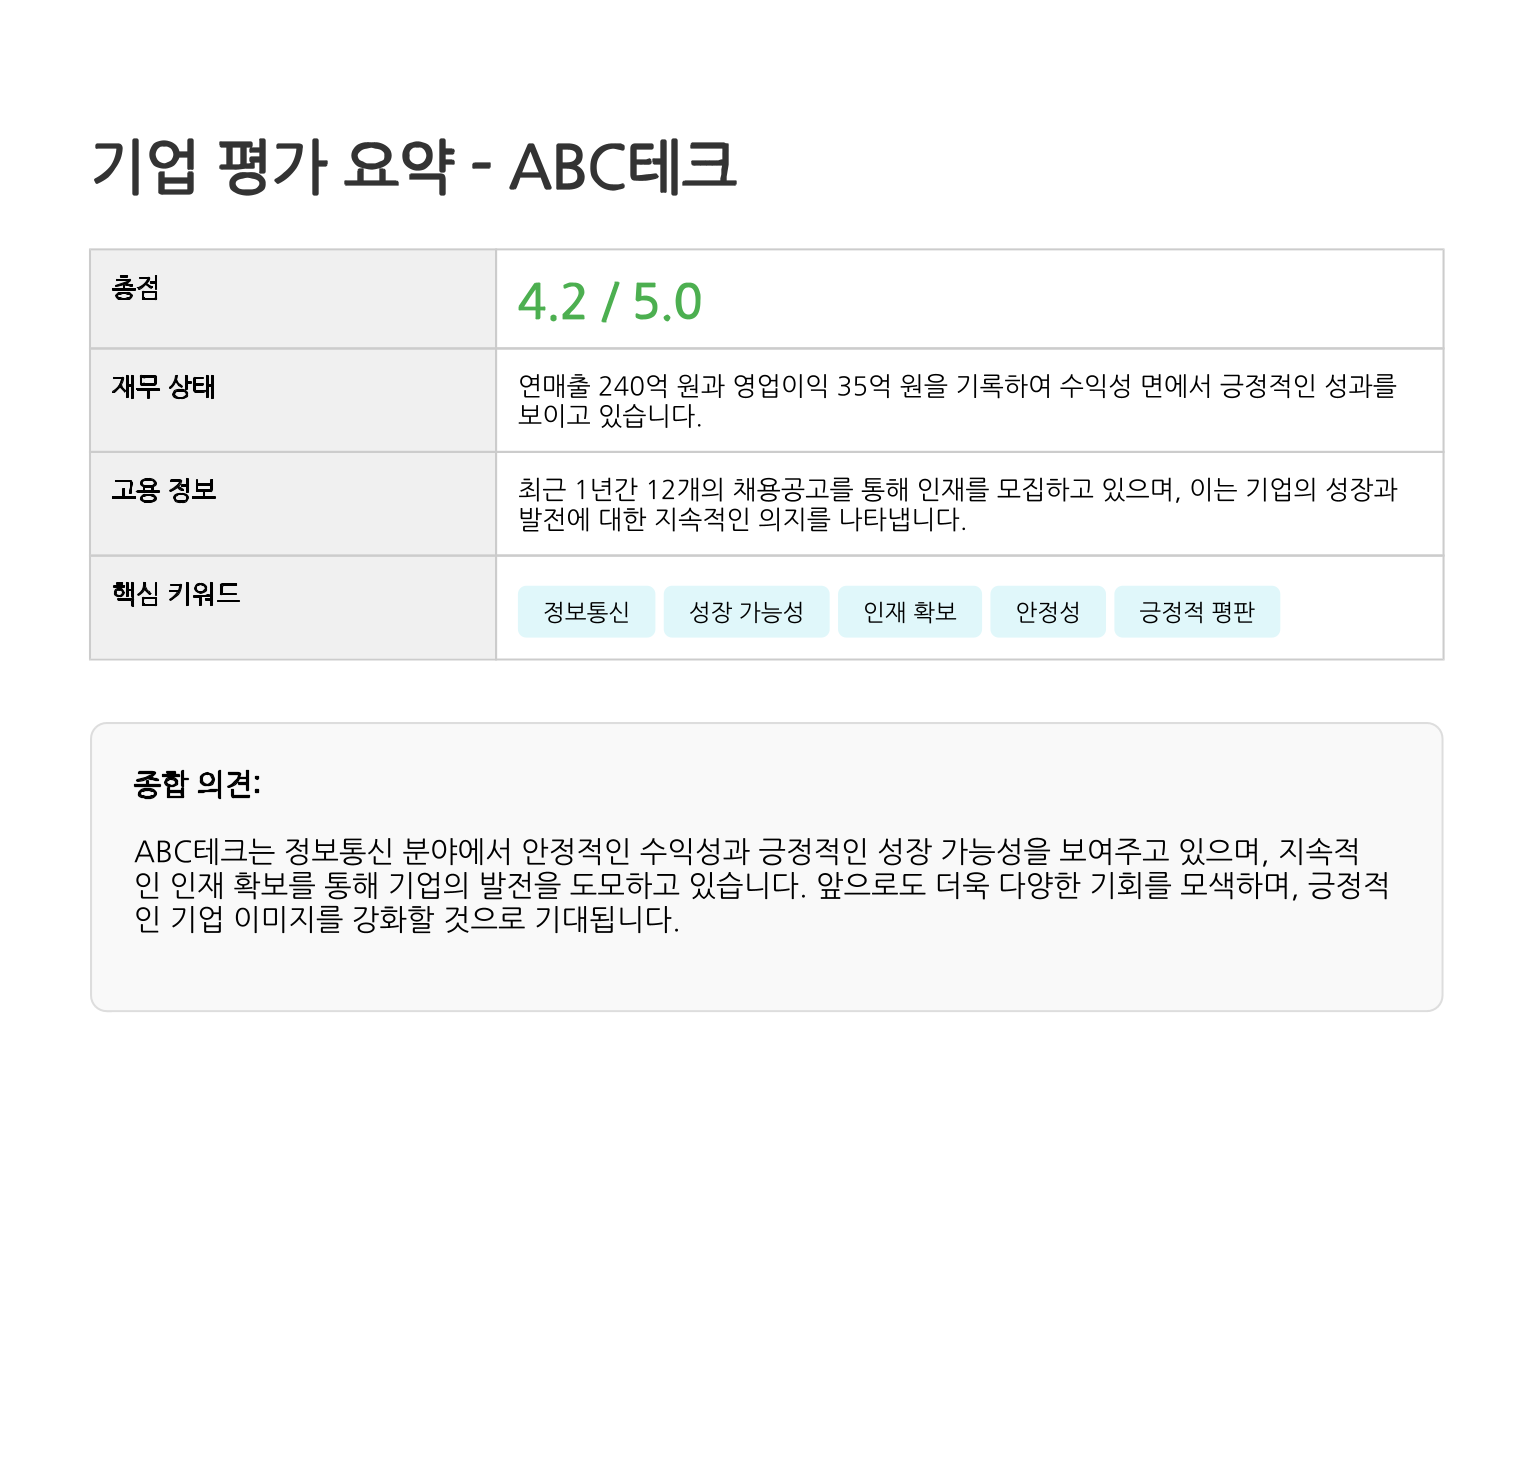 기업 평가 요약 - ABC테크
총점
4.2 / 5.0
재무 상태
연매출 240억 원과 영업이익 35억 원을 기록하여 수익성 면에서 긍정적인 성과를
보이고 있습니다.
고용 정보
최근 1년간 12개의 채용공고를 통해 인재를 모집하고 있으며, 이는 기업의 성장과
발전에 대한 지속적인 의지를 나타냅니다.
핵심 키워드
정보통신 성장 가능성 인재 확보 안정성 긍정적 평판
종합 의견:
ABC테크는 정보통신 분야에서 안정적인 수익성과 긍정적인 성장 가능성을 보여주고 있으며, 지속적
인 인재 확보를 통해 기업의 발전을 도모하고 있습니다. 앞으로도 더욱 다양한 기회를 모색하며, 긍정적
인 기업 이미지를 강화할 것으로 기대됩니다.